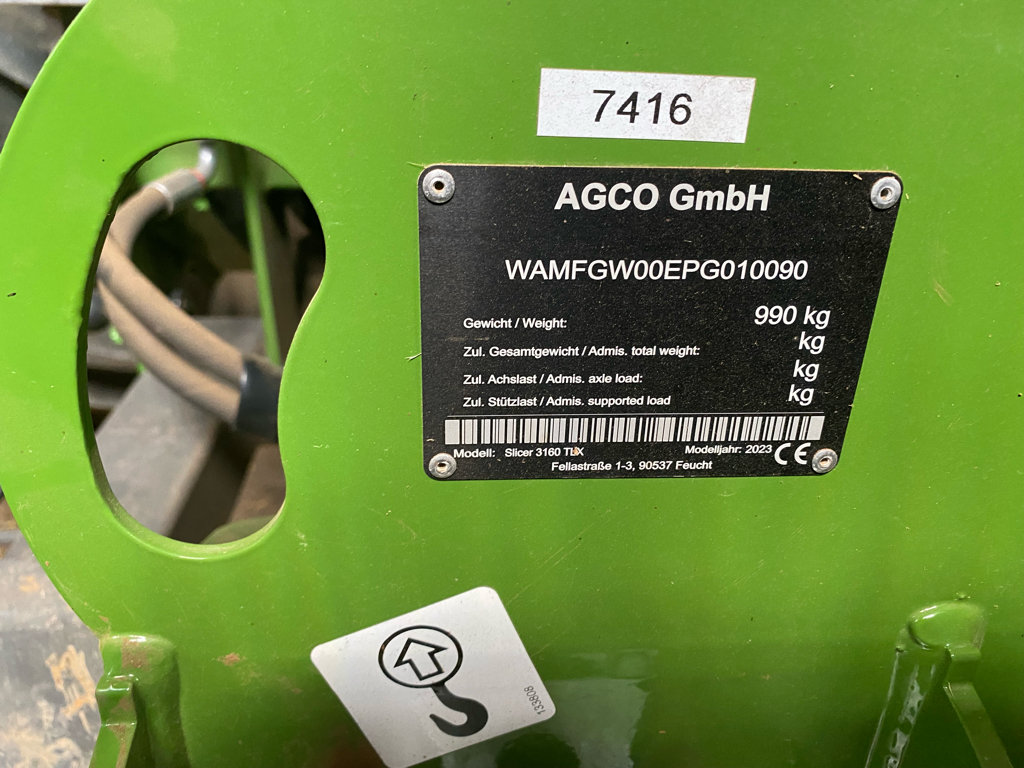 7416
AGCO GmbH
WAMFGW00EPG010090
Gewicht / Weight: 990 kg
Zul. Gesamtgewicht / Admis. total weight: kg
Zul. Achslast / Admis. axle load: kg
Zul. Stützlast / Admis. supported load kg
Modell: Slicer 3160 TLX Modelljahr: 2023 CE
Fellastraße 1-3, 90537 Feucht
133808